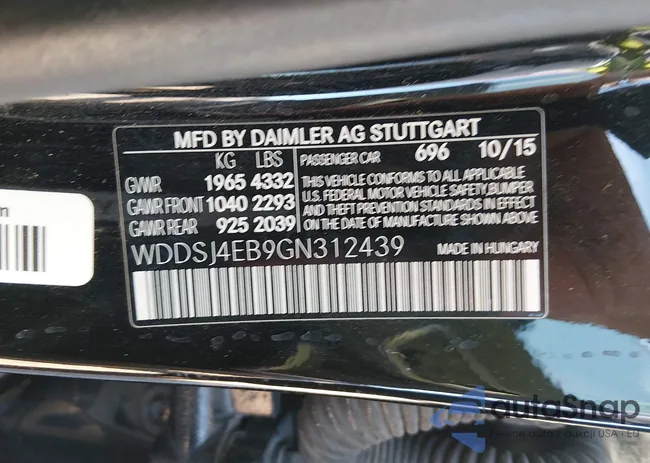 MFD BY DAIMLER AG STUTTGART
KG LBS PASSENGER CAR 696 10/15
GVWR 1965 4332
GAWR FRONT 1040 2293
GAWR REAR 925 2039
THIS VEHICLE CONFORMS TO ALL APPLICABLE
U.S. FEDERAL MOTOR VEHICLE SAFETY, BUMPER
AND THEFT PREVENTION STANDARDS IN EFFECT
ON THE DATE OF MANUFACTURE SHOWN ABOVE.
WDDSJ4EB9GN312439 MADE IN HUNGARY
autoSnap